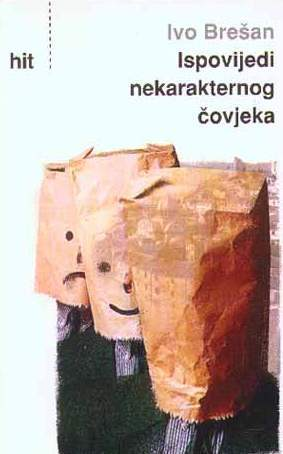 Ivo Brešan
hit
Ispovijedi
nekarakternog
čovjeka